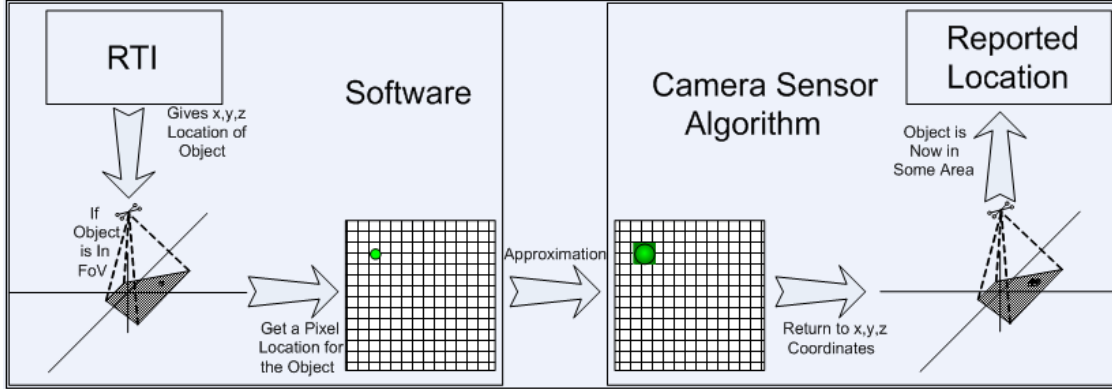 RTI
Gives x,y,z
Location of
Object
If
Object
is In
FoV
Software
Get a Pixel
Location for
the Object
Approximation
Camera Sensor
Algorithm
Return to x,y,z
Coordinates
Reported
Location
Object is
Now in
Some Area